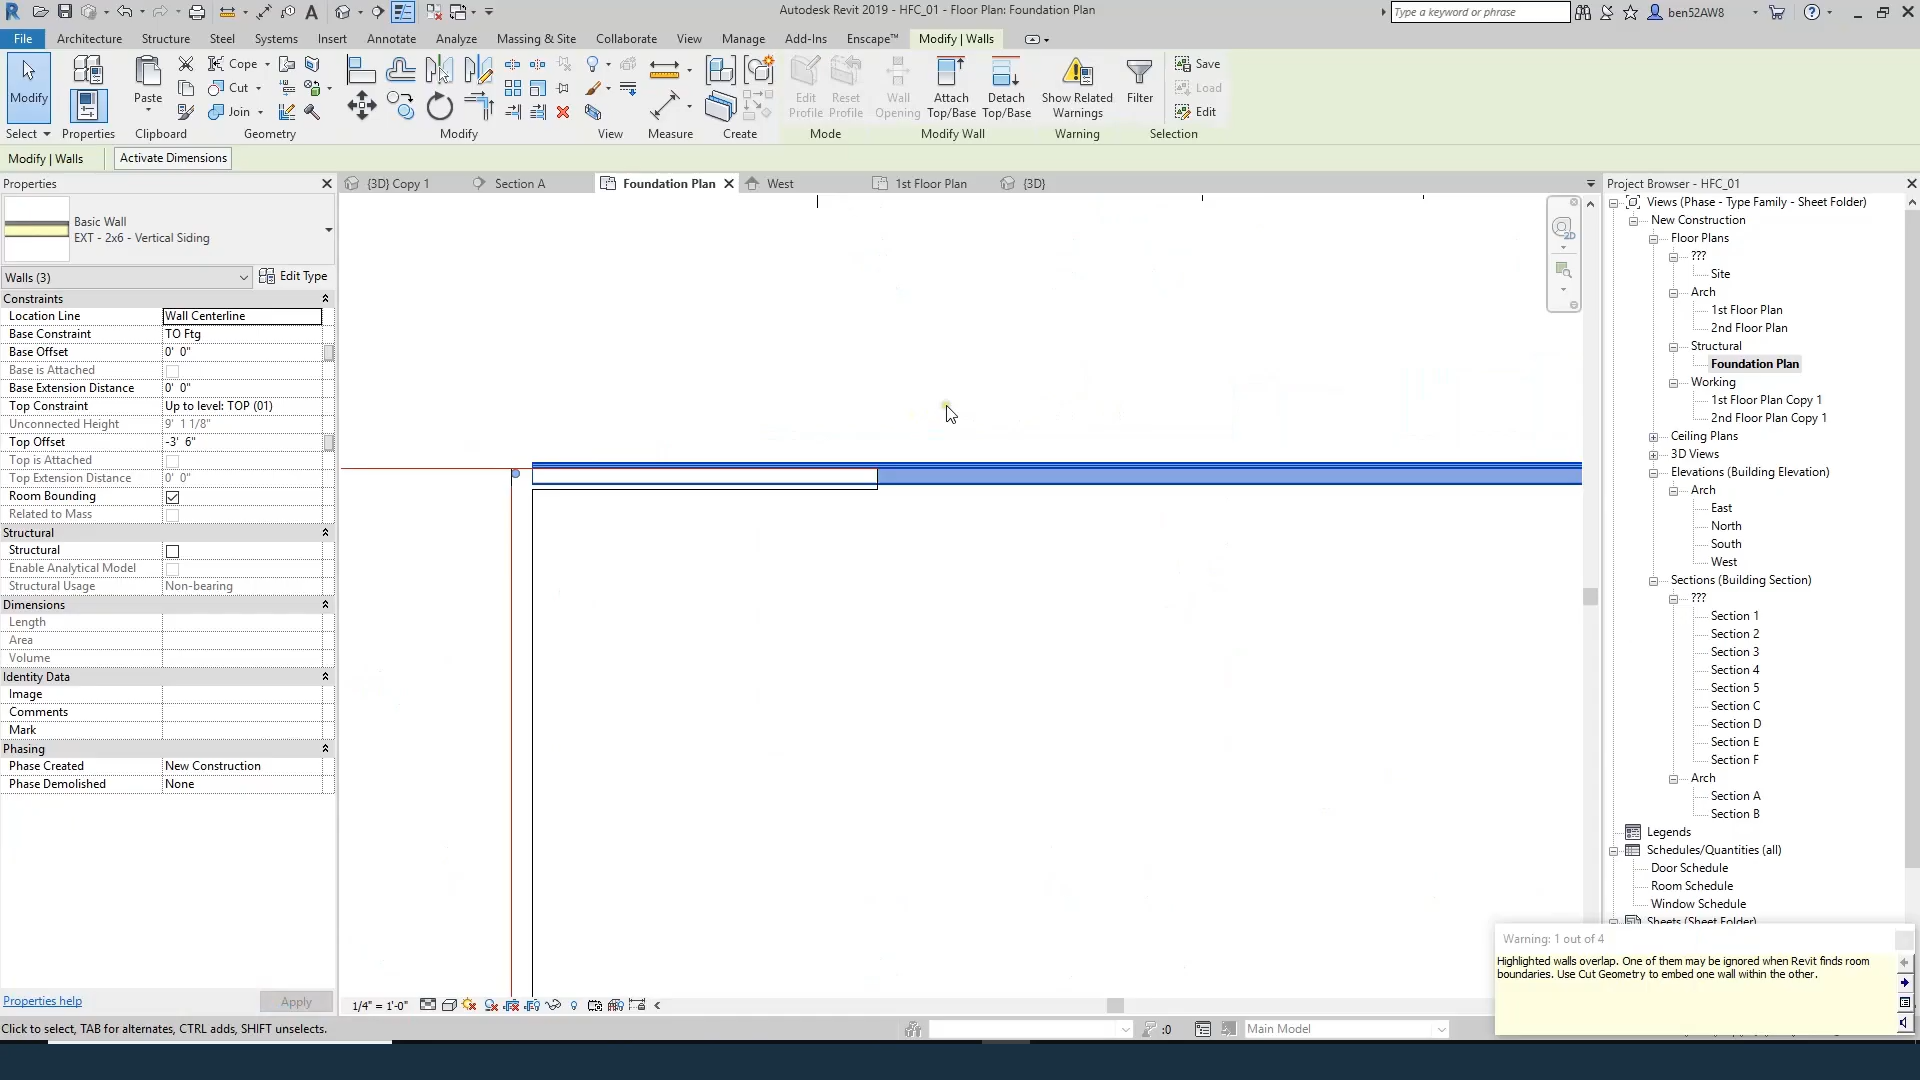 Autodesk Revit 2019 - HFC_01 - Floor Plan: Foundation Plan
Type a keyword or phrase
ben52AW8
File Architecture Structure Steel Systems Insert Annotate Analyze Massing & Site Collaborate View Manage Add-Ins Enscape™ Modify | Walls
Modify
Paste
Cope
Cut
Join
Edit Profile
Reset Profile
Wall Opening
Attach Top/Base
Detach Top/Base
Show Related Warnings
Filter
Save
Load
Edit
Select Properties Clipboard Geometry Modify View Measure Create Mode Modify Wall Warning Selection
Modify | Walls Activate Dimensions
Properties
{3D} Copy 1 Section A Foundation Plan West 1st Floor Plan {3D}
Basic Wall
EXT - 2x6 - Vertical Siding
Walls (3) Edit Type
Constraints
Location Line Wall Centerline
Base Constraint TO Ftg
Base Offset 0' 0"
Base is Attached
Base Extension Distance 0' 0"
Top Constraint Up to level: TOP (01)
Unconnected Height 9' 1 1/8"
Top Offset -3' 6"
Top is Attached
Top Extension Distance 0' 0"
Room Bounding
Related to Mass
Structural
Structural
Enable Analytical Model
Structural Usage Non-bearing
Dimensions
Length
Area
Volume
Identity Data
Image
Comments
Mark
Phasing
Phase Created New Construction
Phase Demolished None
Properties help Apply
2D
1/4" = 1'-0"
Project Browser - HFC_01
Views (Phase - Type Family - Sheet Folder)
New Construction
Floor Plans
???
Site
Arch
1st Floor Plan
2nd Floor Plan
Structural
Foundation Plan
Working
1st Floor Plan Copy 1
2nd Floor Plan Copy 1
Ceiling Plans
3D Views
Elevations (Building Elevation)
Arch
East
North
South
West
Sections (Building Section)
???
Section 1
Section 2
Section 3
Section 4
Section 5
Section C
Section D
Section E
Section F
Arch
Section A
Section B
Legends
Schedules/Quantities (all)
Door Schedule
Room Schedule
Window Schedule
Sheets (Sheet Folder)
Warning: 1 out of 4
Highlighted walls overlap. One of them may be ignored when Revit finds room
boundaries. Use Cut Geometry to embed one wall within the other.
Click to select, TAB for alternates, CTRL adds, SHIFT unselects.
:0
Main Model